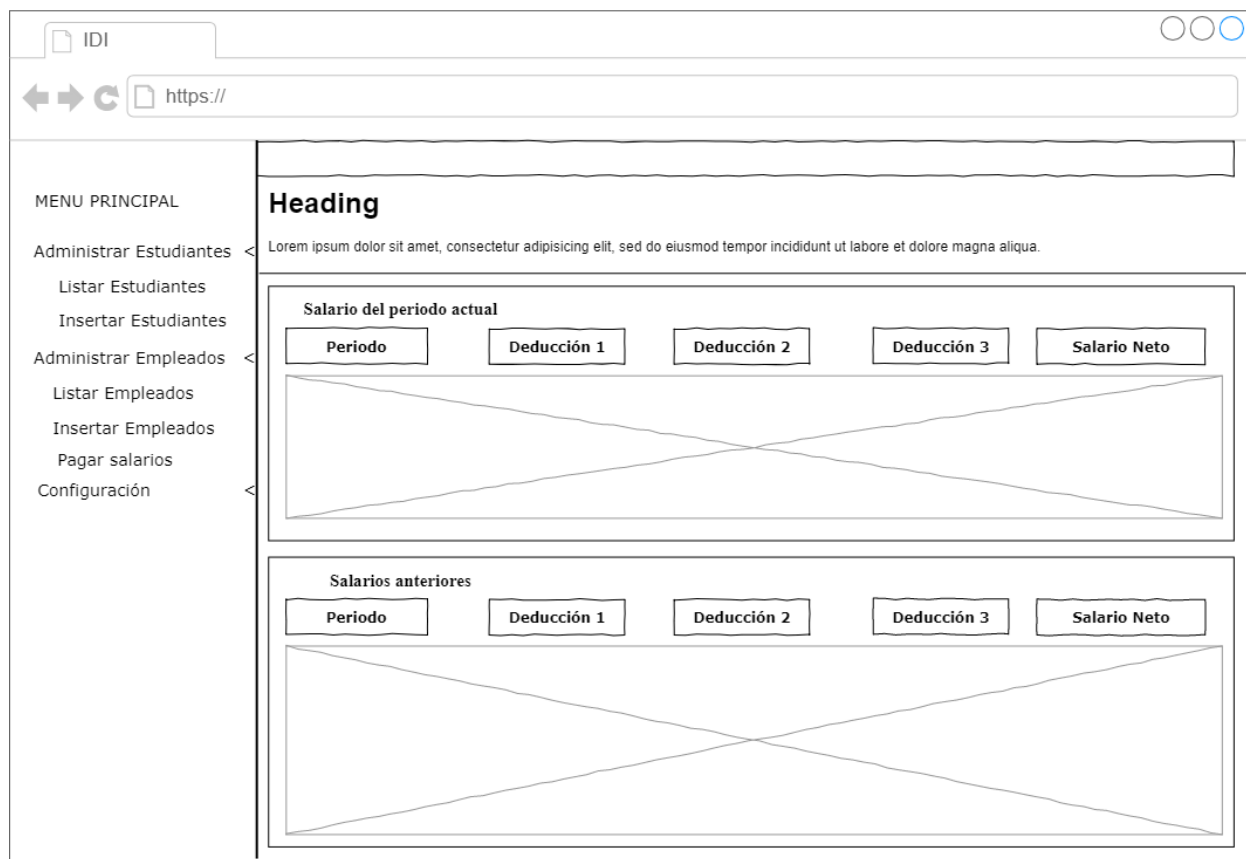 IDI
https://
MENU PRINCIPAL
Administrar Estudiantes <
Listar Estudiantes
Insertar Estudiantes
Administrar Empleados <
Listar Empleados
Insertar Empleados
Pagar salarios
Configuración <
Heading
Lorem ipsum dolor sit amet, consectetur adipisicing elit, sed do eiusmod tempor incididunt ut labore et dolore magna aliqua.
Salario del periodo actual
Periodo Deducción 1 Deducción 2 Deducción 3 Salario Neto
Salarios anteriores
Periodo Deducción 1 Deducción 2 Deducción 3 Salario Neto